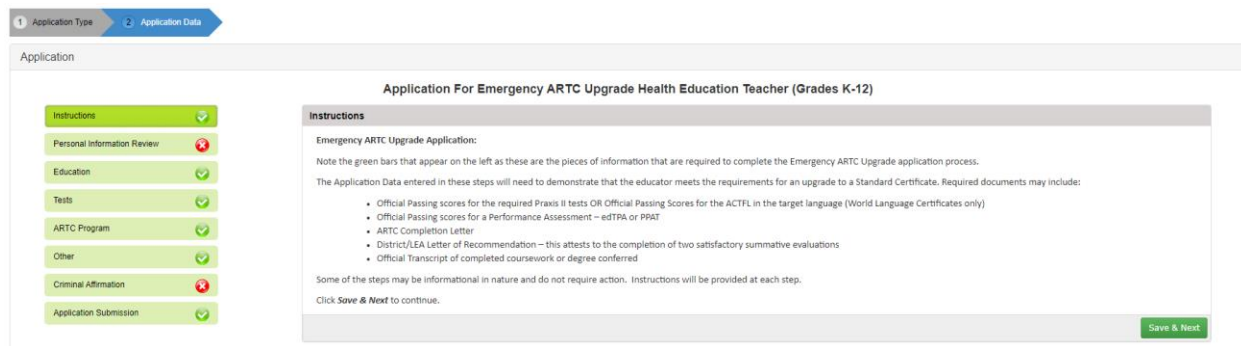 1 Application Type 2 Application Data
Application
Application For Emergency ARTC Upgrade Health Education Teacher (Grades K-12)
Instructions
Personal Information Review
Education
Tests
ARTC Program
Other
Criminal Affirmation
Application Submission
Instructions
Emergency ARTC Upgrade Application:
Note the green bars that appear on the left as these are the pieces of information that are required to complete the Emergency ARTC Upgrade application process.
The Application Data entered in these steps will need to demonstrate that the educator meets the requirements for an upgrade to a Standard Certificate. Required documents may include:
• Official Passing scores for the required Praxis II tests OR Official Passing Scores for the ACTFL in the target language (World Language Certificates only)
• Official Passing scores for a Performance Assessment – edTPA or PPAT
• ARTC Completion Letter
• District/LEA Letter of Recommendation – this attests to the completion of two satisfactory summative evaluations
• Official Transcript of completed coursework or degree conferred
Some of the steps may be informational in nature and do not require action. Instructions will be provided at each step.
Click Save & Next to continue.
Save & Next